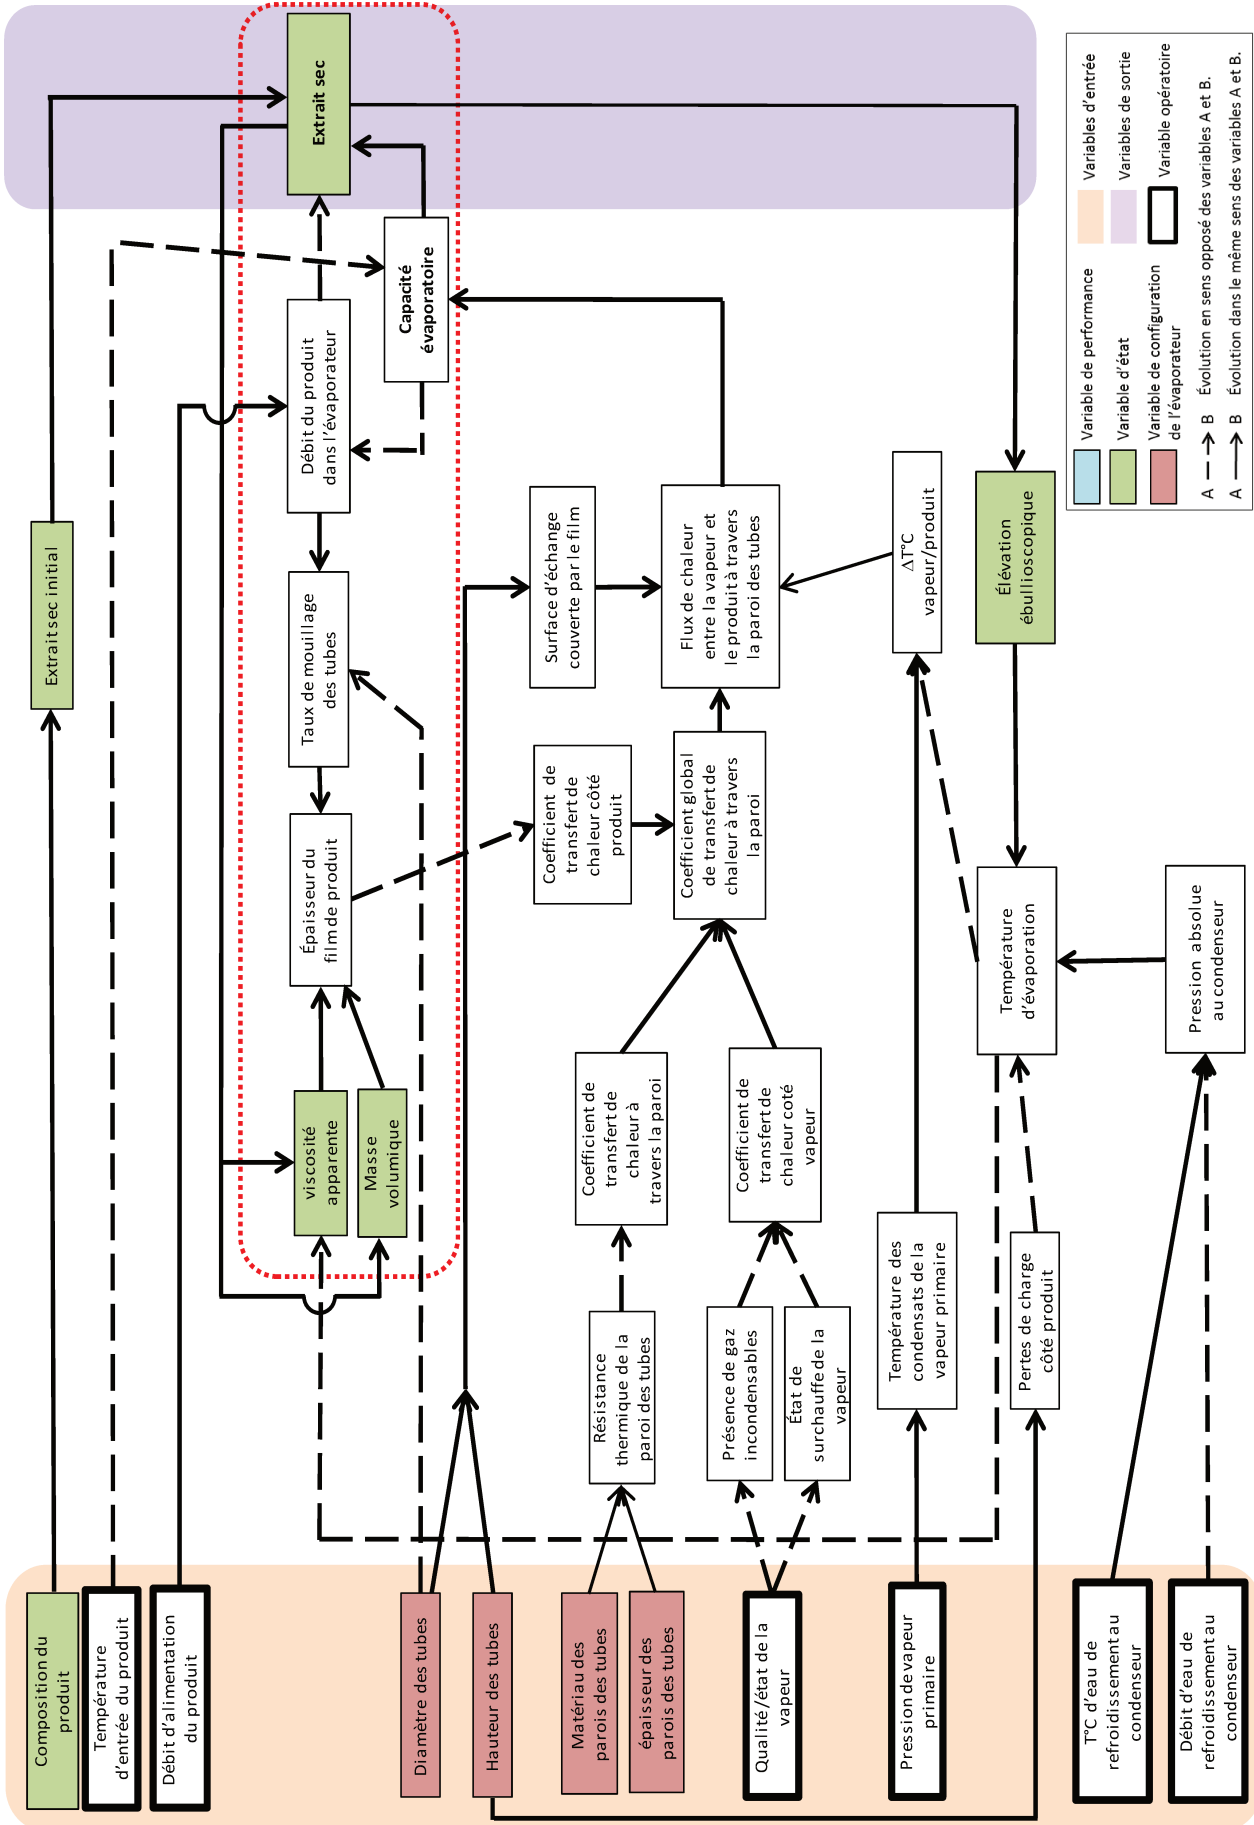 Composition du
produit
Température
d'entrée du produit
Débit d'alimentation
du produit
Diamètre des tubes
Hauteur des tubes
Matériau des
parois des tubes
épaisseur des
parois des tubes
Qualité/état de la
vapeur
Pression de vapeur
primaire
T°C d'eau de
refroidissement au
condenseur
Débit d'eau de
refroidissement au
condenseur
Résistance
thermique de la
paroi des tubes
Présence de gaz
incondensables
État de
surchauffe de la
vapeur
Température des
condensats de la
vapeur primaire
Pertes de charge
côté produit
viscosité
apparente
Masse
volumique
Coefficient de
transfert de
chaleur à
travers la paroi
Coefficient de
transfert de
chaleur coté
vapeur
Température
d'évaporation
Pression absolue
au condenseur
Épaisseur du
film de produit
Coefficient de
transfert de
chaleur côté
produit
Coefficient global
de transfert de
chaleur à travers
la paroi
Extrait sec initial
Taux de mouillage
des tubes
Surface d'échange
couverte par le film
Flux de chaleur
entre la vapeur et
le produit à travers
la paroi des tubes
ΔT°C
vapeur/produit
Élévation
ébullioscopique
Débit du produit
dans l'évaporateur
Capacité
évaporatoire
Extrait sec
Variable de performance
Variable d'état
Variable de configuration
de l'évaporateur
Variables d'entrée
Variables de sortie
Variable opératoire
A B Évolution en sens opposé des variables A et B.
A B Évolution dans le même sens des variables A et B.